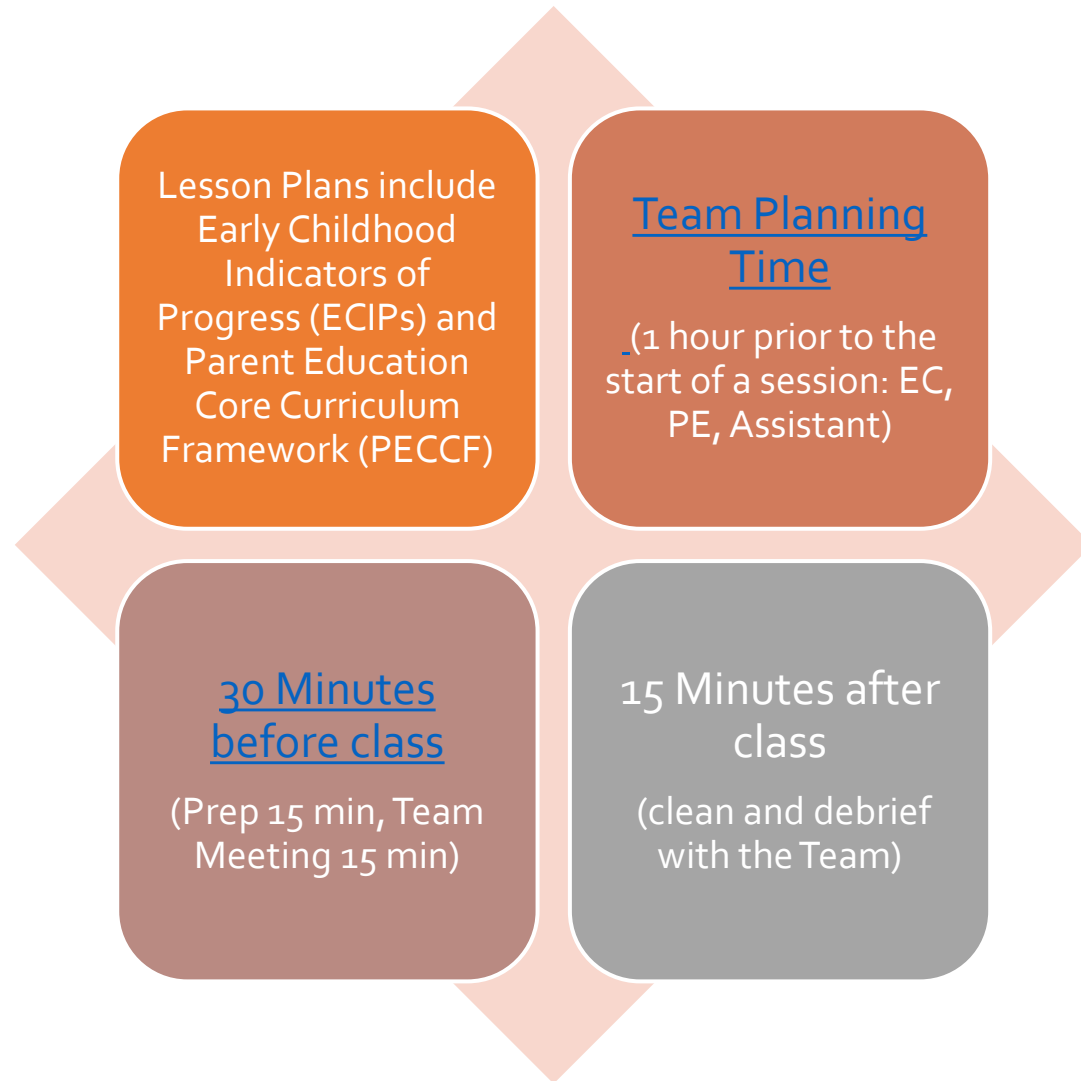 Lesson Plans include
Early Childhood
Indicators of
Progress (ECIPs) and
Parent Education
Core Curriculum
Framework (PECCF)
Team Planning
Time
(1 hour prior to the
start of a session: EC,
PE, Assistant)
30 Minutes
before class
(Prep 15 min, Team
Meeting 15 min)
15 Minutes after
class
(clean and debrief
with the Team)